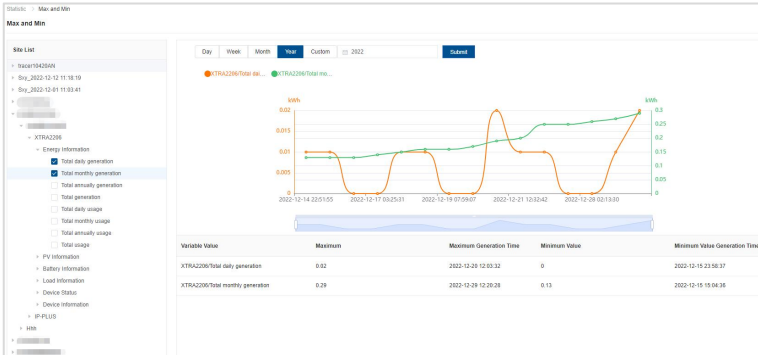 Statistic > Max and Min
Max and Min
Site List
tracer10420AN
Sxy_2022-12-12 11:18:19
Sxy_2022-12-01 11:03:41
XTRA2206
Energy Information
Total daily generation
Total monthly generation
Total annually generation
Total generation
Total daily usage
Total monthly usage
Total annually usage
Total usage
PV Information
Battery Information
Load Information
Device Status
Device Information
IP-PLUS
Hhh
Day Week Month Year Custom 2022 Submit
XTRA2206/Total dai... XTRA2206/Total mo...
kWh kWh
0.02 0.3
0.25
0.015 0.2
0.01 0.15
0.1
0.005 0.05
0 0
2022-12-14 22:51:55 2022-12-17 03:25:31 2022-12-19 07:59:07 2022-12-21 12:32:42 2022-12-28 02:13:30
Variable Value Maximum Maximum Generation Time Minimum Value Minimum Value Generation Time
XTRA2206/Total daily generation 0.02 2022-12-20 12:03:32 0 2022-12-15 23:58:37
XTRA2206/Total monthly generation 0.29 2022-12-29 12:20:28 0.13 2022-12-15 15:04:36